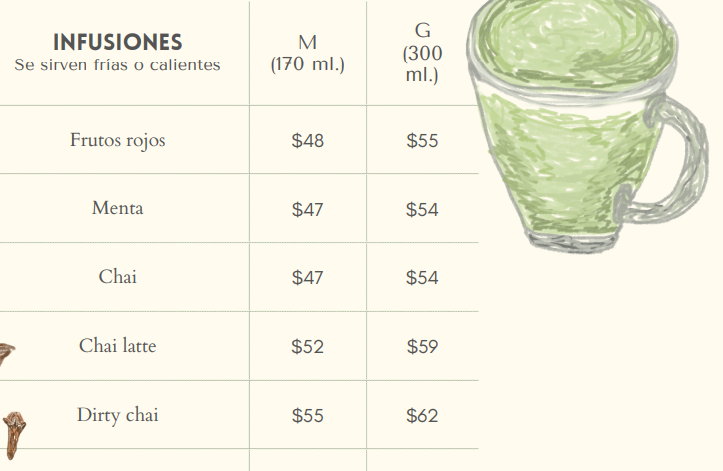 INFUSIONES M (170 ml.) G (300 ml.)
Se sirven frías o calientes
Frutos rojos $48 $55
Menta $47 $54
Chai $47 $54
Chai latte $52 $59
Dirty chai $55 $62